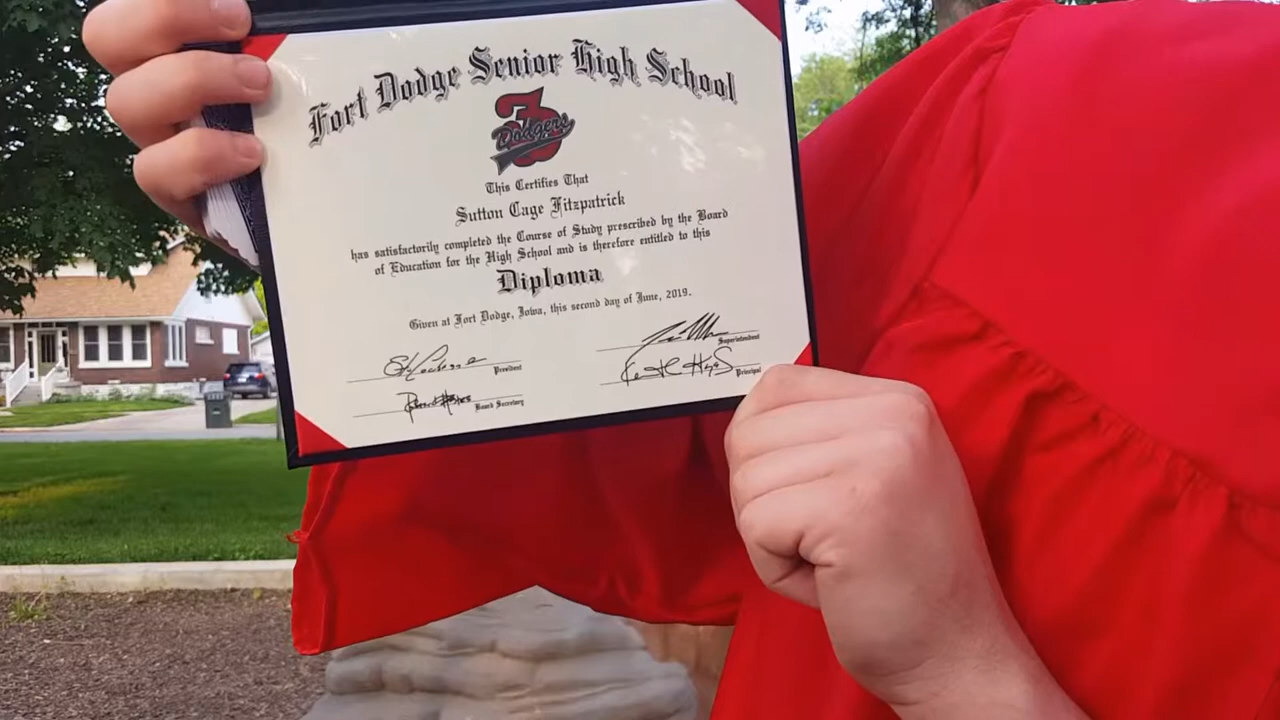 Fort Dodge Senior High School
Dodgers
This Certifies That
Sutton Cage Fitzpatrick
has satisfactorily completed the Course of Study prescribed by the Board
of Education for the High School and is therefore entitled to this
Diploma
Given at Fort Dodge, Iowa, this second day of June, 2019.
President
Superintendent
Board Secretary
Principal